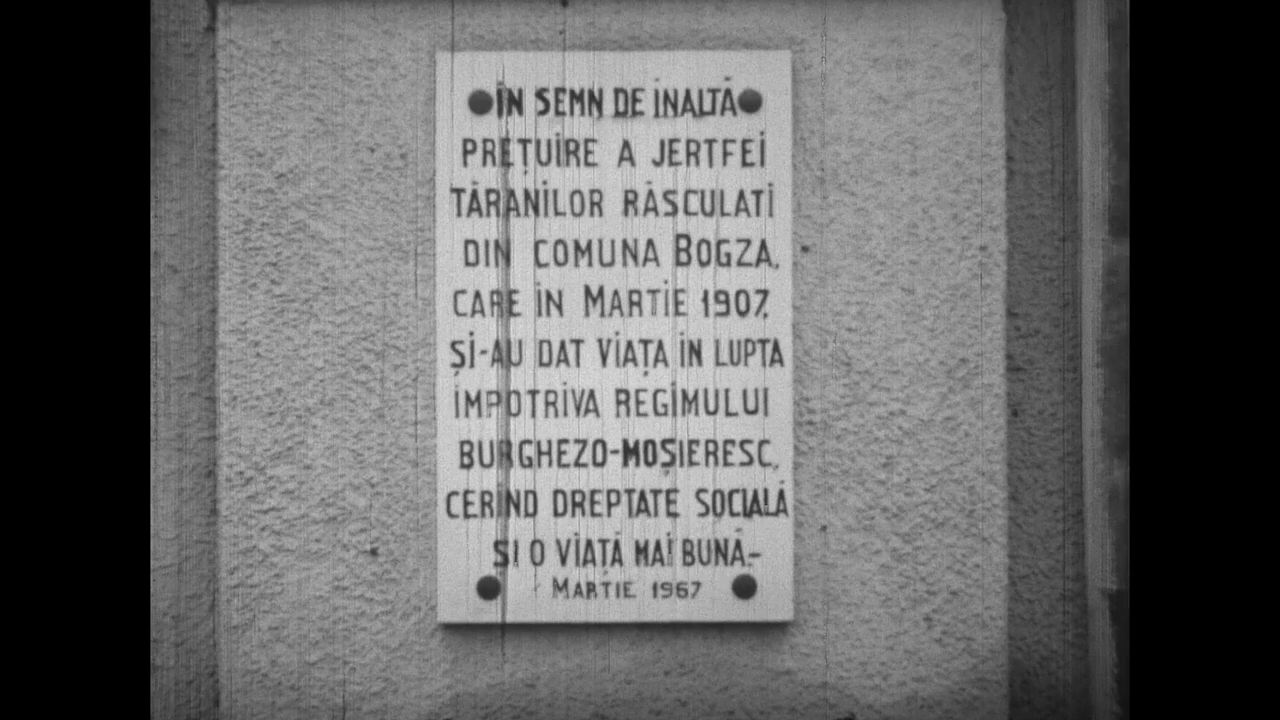 ÎN SEMN DE ÎNALTĂ
PREȚUIRE A JERTFEI
ȚĂRANILOR RĂSCULAȚI
DIN COMUNA BOGZA,
CARE ÎN MARTIE 1907,
ȘI-AU DAT VIAȚA ÎN LUPTA
ÎMPOTRIVA REGIMULUI
BURGHEZO-MOȘIERESC,
CERÎND DREPTATE SOCIALĂ
ȘI O VIAȚĂ MAI BUNĂ-
MARTIE 1967